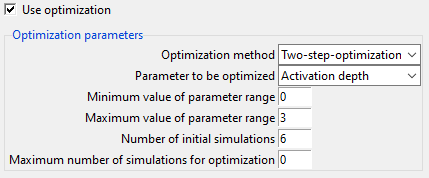 Use optimization
Optimization parameters
Optimization method Two-step-optimization
Parameter to be optimized Activation depth
Minimum value of parameter range 0
Maximum value of parameter range 3
Number of initial simulations 6
Maximum number of simulations for optimization 0